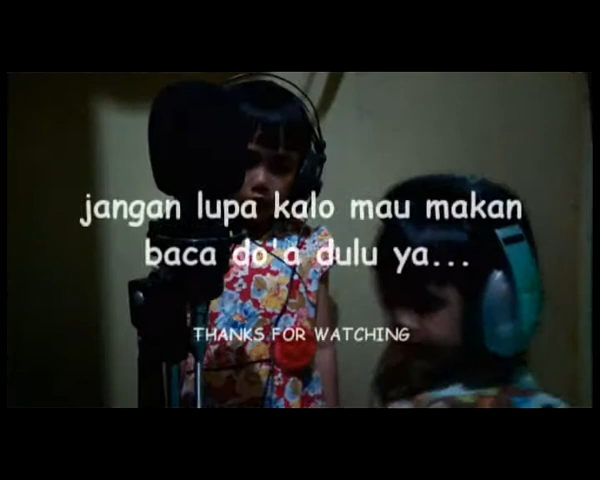 jangan lupa kalo mau makan
baca do'a dulu ya...
THANKS FOR WATCHING